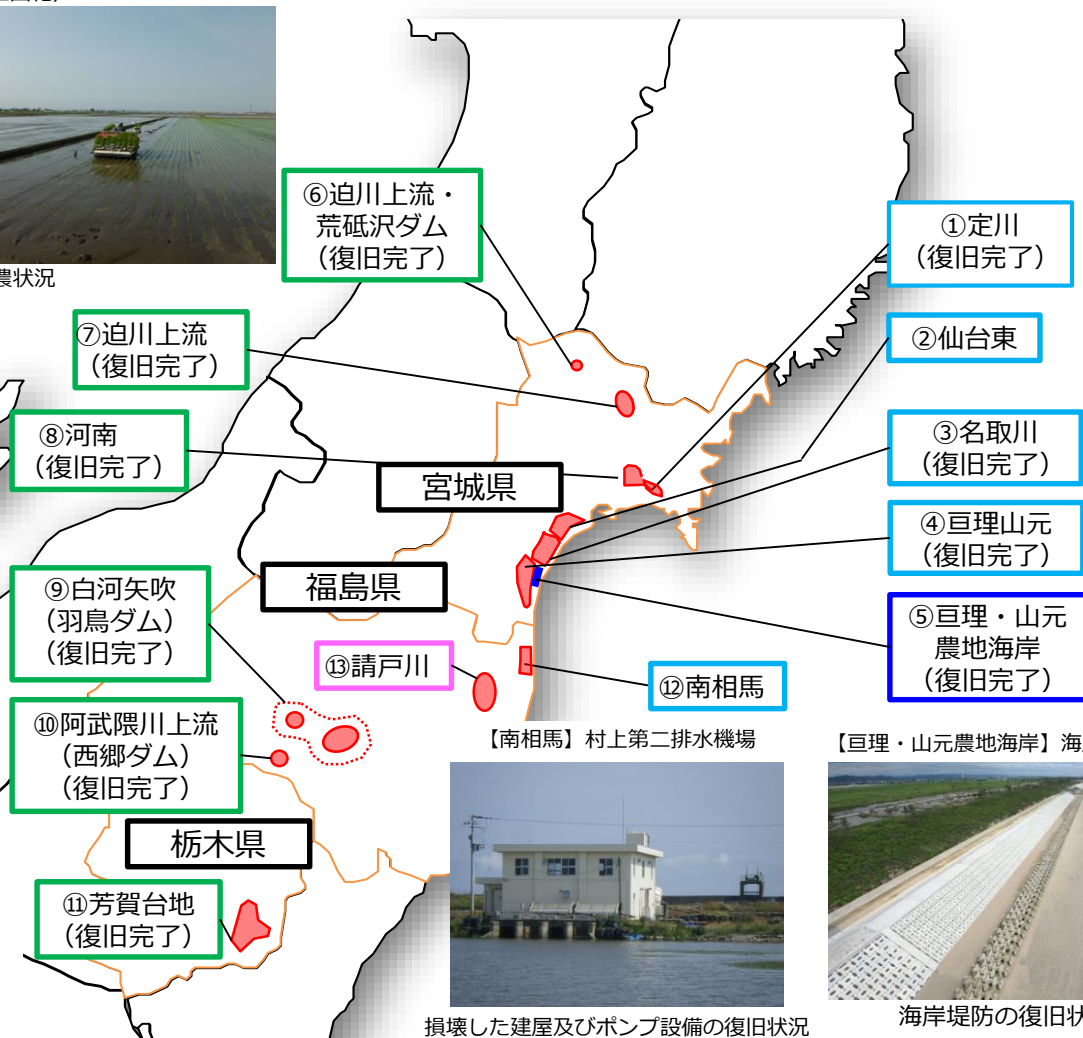 農状況
⑥迫川上流・
荒砥沢ダム
（復旧完了）
①定川
（復旧完了）
⑦迫川上流
（復旧完了）
②仙台東
⑧河南
（復旧完了）
③名取川
（復旧完了）
宮城県
④亘理山元
（復旧完了）
福島県
⑨白河矢吹
（羽鳥ダム）
（復旧完了）
⑤亘理・山元
農地海岸
（復旧完了）
⑬請戸川
⑫南相馬
⑩阿武隈川上流
（西郷ダム）
（復旧完了）
【南相馬】村上第二排水機場
【亘理・山元農地海岸】海
栃木県
⑪芳賀台地
（復旧完了）
損壊した建屋及びポンプ設備の復旧状況
海岸堤防の復旧状